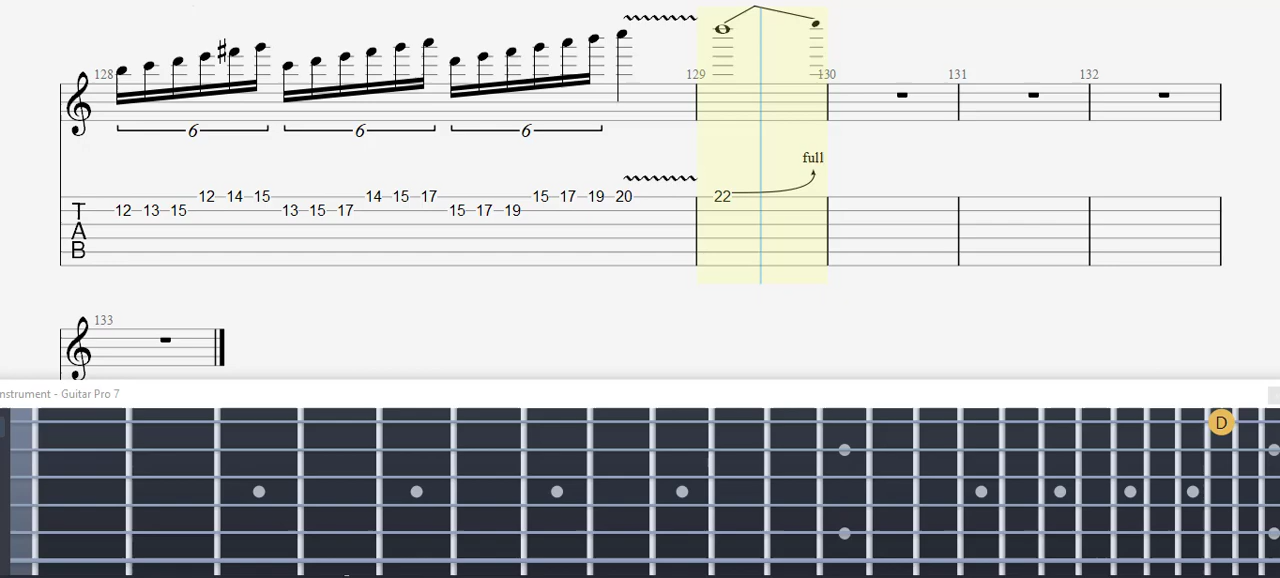 128 129 130 131 132
6 6 6
full
12 14 15 14 15 17 15 17 19 20 22
T 12 13 15 13 15 17 15 17 19
A
B
133
nstrument - Guitar Pro 7
D